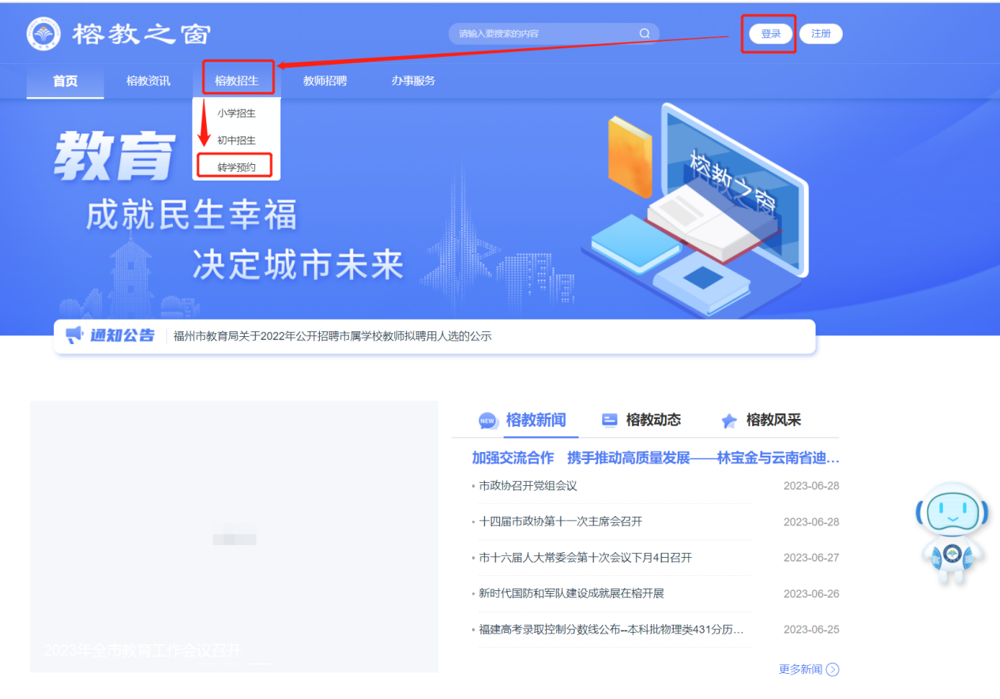 榕教之窗
请输入要搜索的内容
登录
注册
首页
榕教资讯
榕教招生
教师招聘
办事服务
小学招生
初中招生
转学预约
教育
成就民生幸福
决定城市未来
榕教之窗
通知公告
福州市教育局关于2022年公开招聘市属学校教师拟聘用人选的公示
2023年全市教育工作会议召开
NEW
榕教新闻
榕教动态
榕教风采
加强交流合作 携手推动高质量发展——林宝金与云南省迪...
• 市政协召开党组会议 2023-06-28
• 十四届市政协第十一次主席会召开 2023-06-28
• 市十六届人大常委会第十次会议下月4日召开 2023-06-27
• 新时代国防和军队建设成就展在榕开展 2023-06-26
• 福建高考录取控制分数线公布--本科批物理类431分历... 2023-06-25
更多新闻